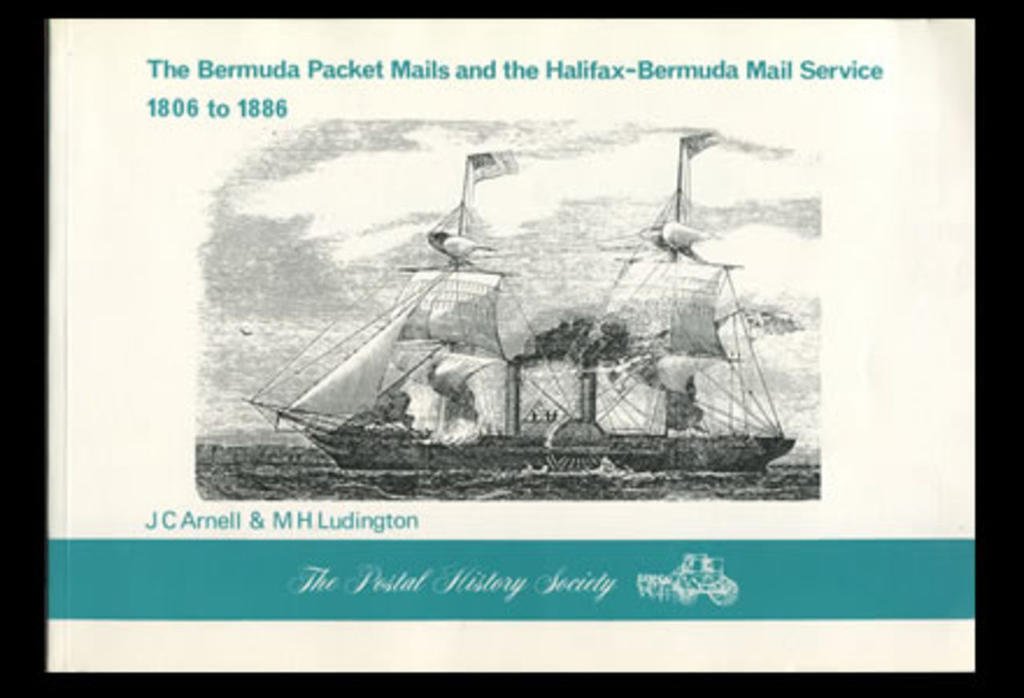 The Bermuda Packet Mails and the Halifax-Bermuda Mail Service
1806 to 1886
J C Arnell & M H Ludington
The Postal History Society